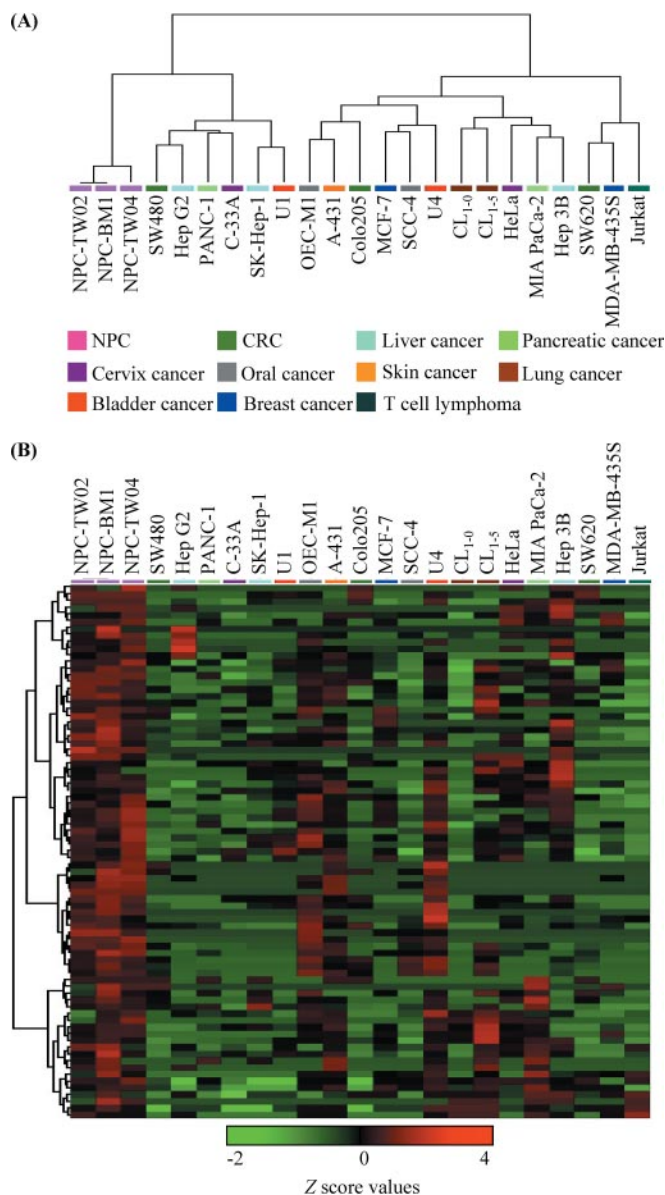 (A)
NPC-TW02
NPC-BM1
NPC-TW04
SW480
Hep G2
PANC-1
C-33A
SK-Hep-1
U1
OEC-M1
A-431
Colo205
MCF-7
SCC-4
U4
CL1-0
CL1-5
HeLa
MIA PaCa-2
Hep 3B
SW620
MDA-MB-435S
Jurkat
NPC CRC Liver cancer Pancreatic cancer
Cervix cancer Oral cancer Skin cancer Lung cancer
Bladder cancer Breast cancer T cell lymphoma
(B)
NPC-TW02
NPC-BM1
NPC-TW04
SW480
Hep G2
PANC-1
C-33A
SK-Hep-1
U1
OEC-M1
A-431
Colo205
MCF-7
SCC-4
U4
CL1-0
CL1-5
HeLa
MIA PaCa-2
Hep 3B
SW620
MDA-MB-435S
Jurkat
-2 0 4
Z score values